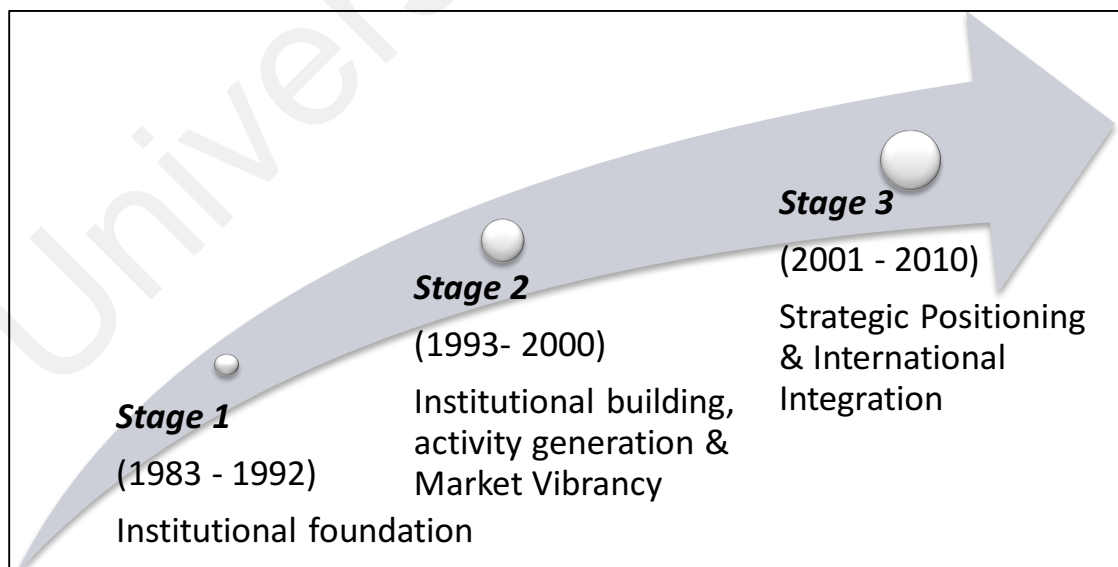 Univers
Stage 1
(1983 - 1992)
Institutional foundation
Stage 2
(1993- 2000)
Institutional building,
activity generation &
Market Vibrancy
Stage 3
(2001 - 2010)
Strategic Positioning
& International
Integration